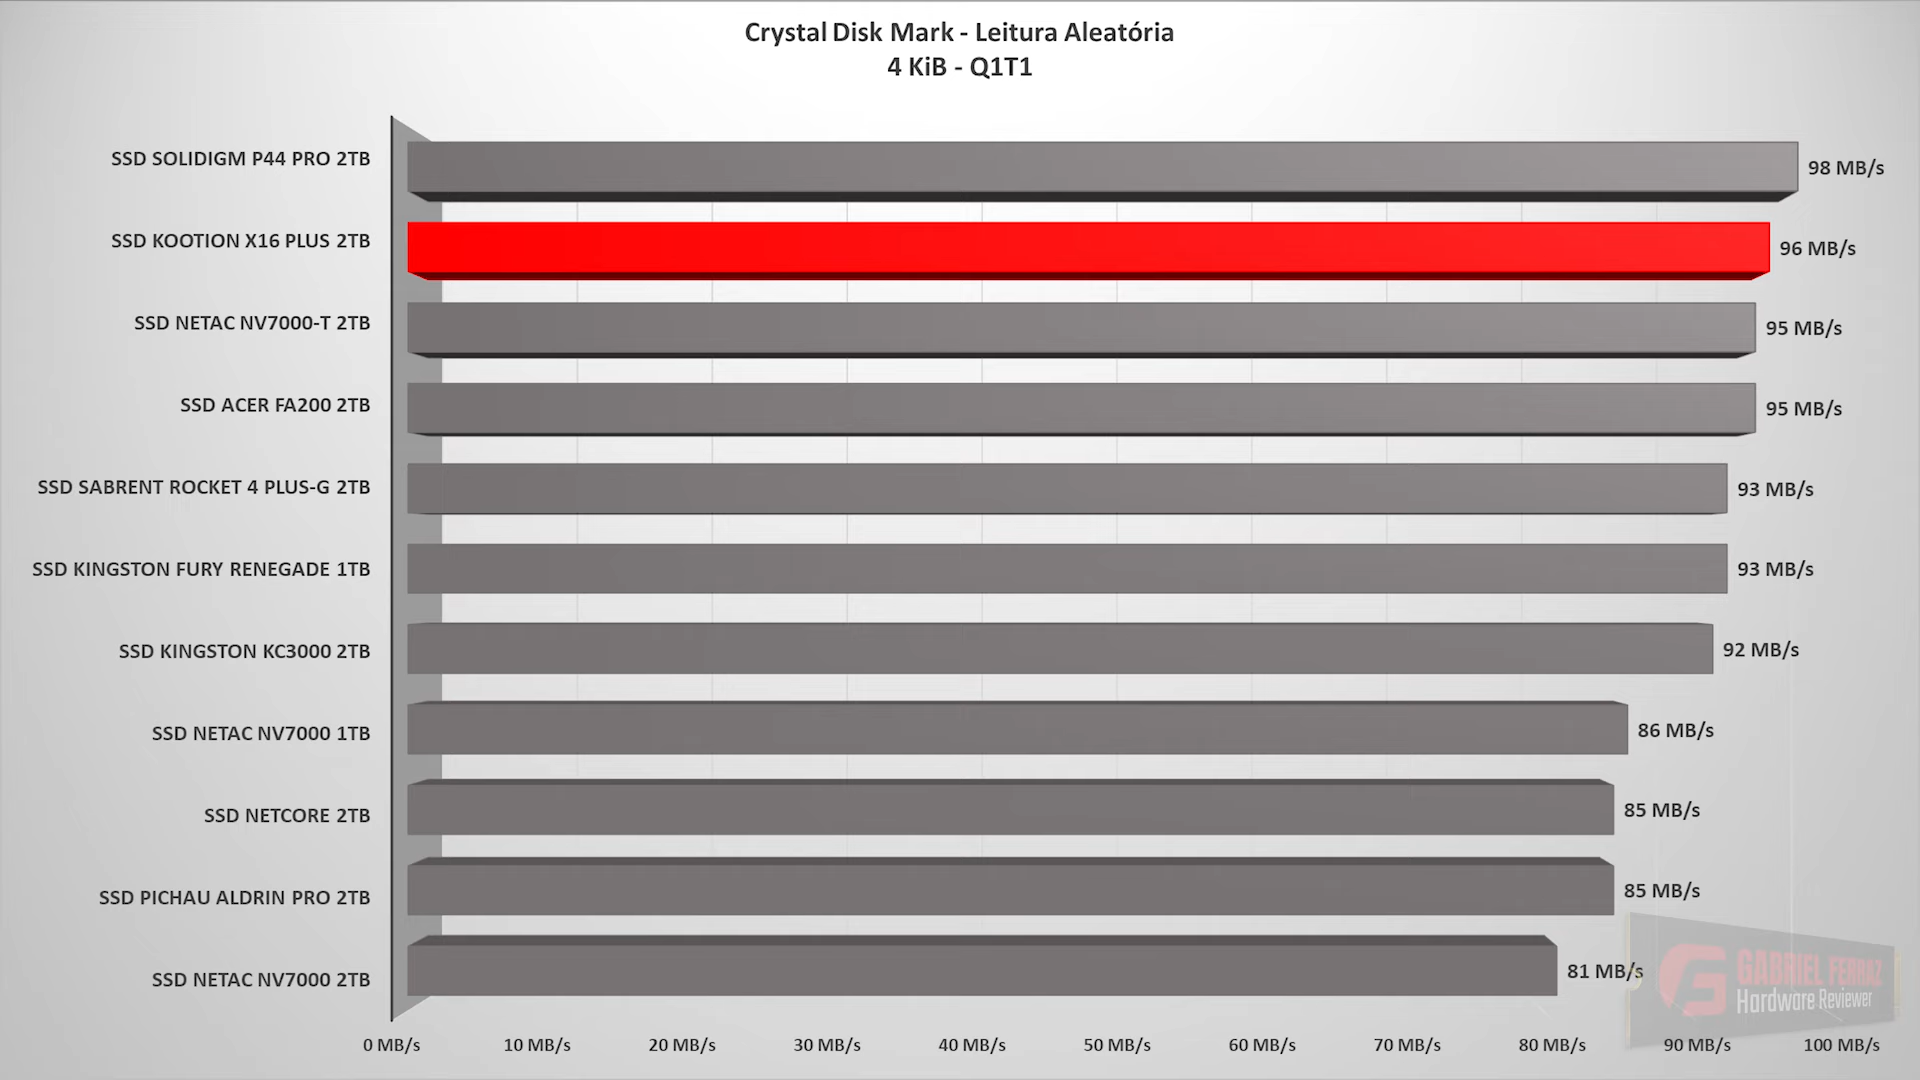 Crystal Disk Mark - Leitura Aleatória
4 KiB - Q1T1
SSD SOLIDIGM P44 PRO 2TB 98 MB/s
SSD KOOTION X16 PLUS 2TB 96 MB/s
SSD NETAC NV7000-T 2TB 95 MB/s
SSD ACER FA200 2TB 95 MB/s
SSD SABRENT ROCKET 4 PLUS-G 2TB 93 MB/s
SSD KINGSTON FURY RENEGADE 1TB 93 MB/s
SSD KINGSTON KC3000 2TB 92 MB/s
SSD NETAC NV7000 1TB 86 MB/s
SSD NETCORE 2TB 85 MB/s
SSD PICHAU ALDRIN PRO 2TB 85 MB/s
SSD NETAC NV7000 2TB 81 MB/s
GABRIEL FERRAZ
Hardware Reviewer
0 MB/s 10 MB/s 20 MB/s 30 MB/s 40 MB/s 50 MB/s 60 MB/s 70 MB/s 80 MB/s 90 MB/s 100 MB/s